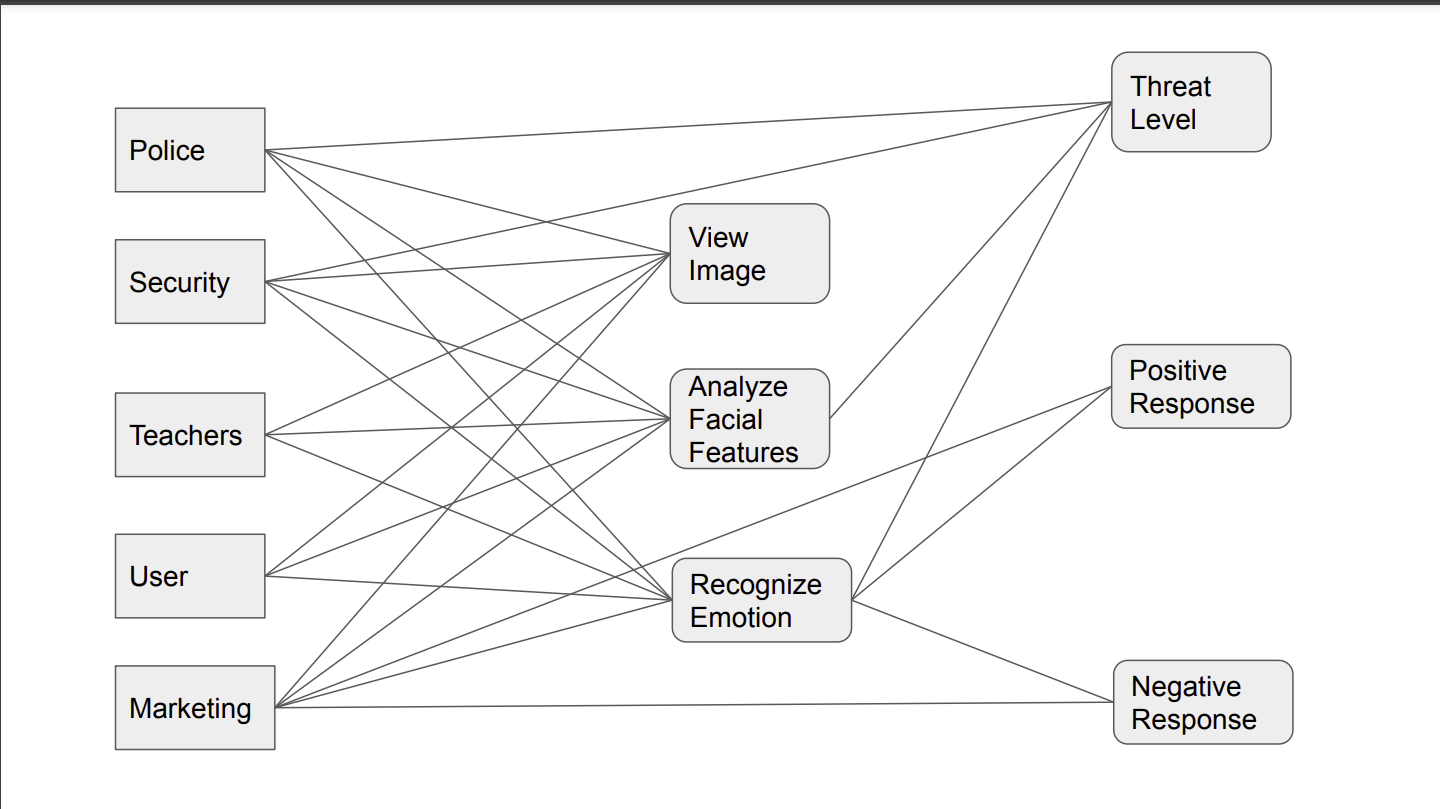 Police
Security
Teachers
User
Marketing
View
Image
Analyze
Facial
Features
Recognize
Emotion
Threat
Level
Positive
Response
Negative
Response